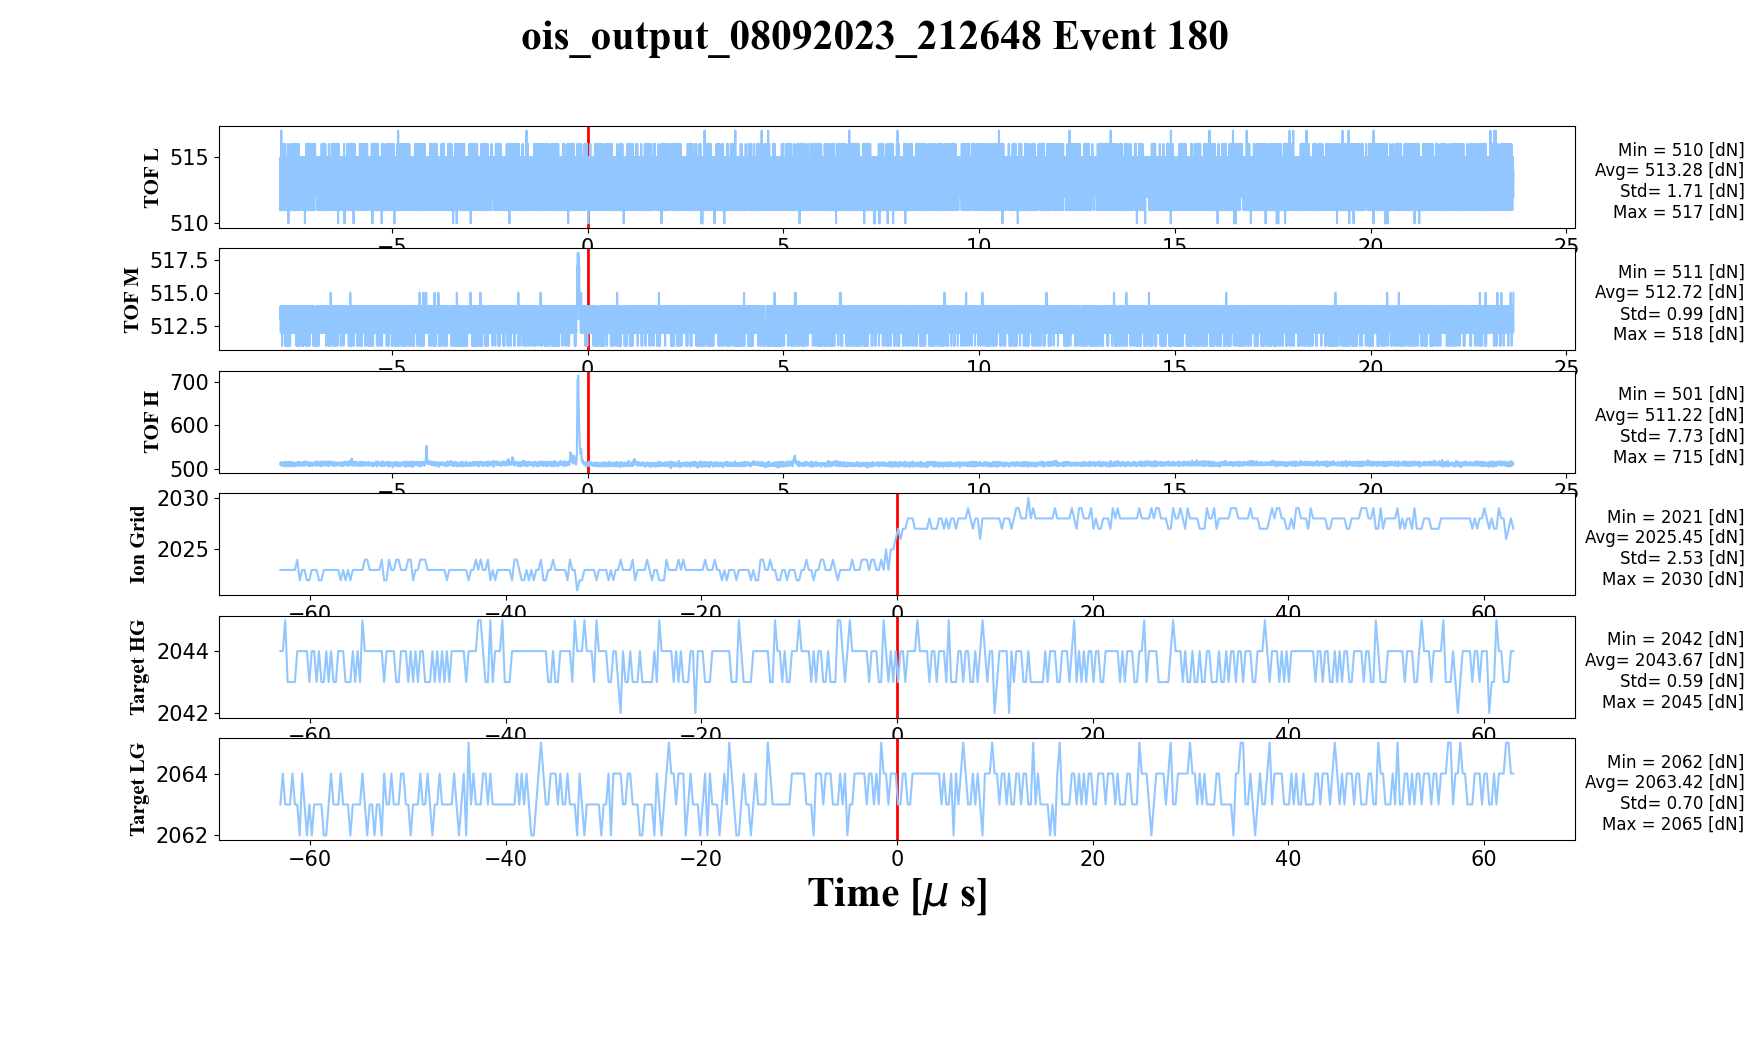 ois_output_08092023_212648 Event 180
TOF L
515
510
−5
0
5
10
15
20
25
Min = 510 [dN]
Avg= 513.28 [dN]
Std= 1.71 [dN]
Max = 517 [dN]
TOF M
517.5
515.0
512.5
−5
0
5
10
15
20
25
Min = 511 [dN]
Avg= 512.72 [dN]
Std= 0.99 [dN]
Max = 518 [dN]
TOF H
700
600
500
−5
0
5
10
15
20
25
Min = 501 [dN]
Avg= 511.22 [dN]
Std= 7.73 [dN]
Max = 715 [dN]
Ion Grid
2030
2025
−60
−40
−20
0
20
40
60
Min = 2021 [dN]
Avg= 2025.45 [dN]
Std= 2.53 [dN]
Max = 2030 [dN]
Target HG
2044
2042
−60
−40
−20
0
20
40
60
Min = 2042 [dN]
Avg= 2043.67 [dN]
Std= 0.59 [dN]
Max = 2045 [dN]
Target LG
2064
2062
−60
−40
−20
0
20
40
60
Min = 2062 [dN]
Avg= 2063.42 [dN]
Std= 0.70 [dN]
Max = 2065 [dN]
Time [μ s]